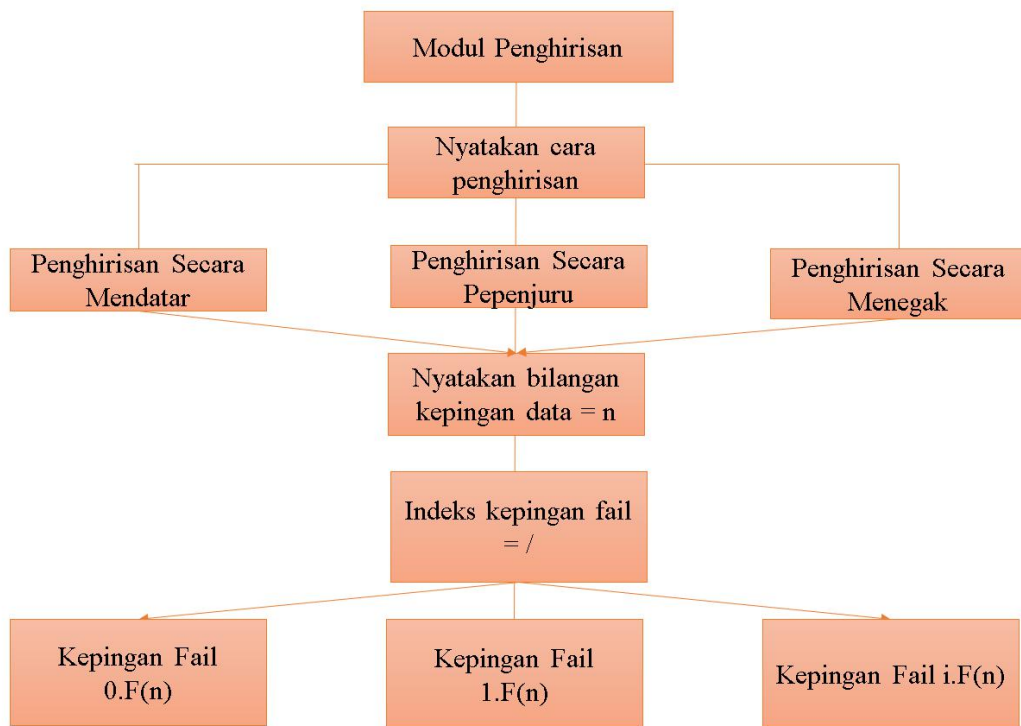 Modul Penghirisan
Nyatakan cara
penghirisan
Penghirisan Secara
Mendatar
Penghirisan Secara
Pepenjuru
Penghirisan Secara
Menegak
Nyatakan bilangan
kepingan data = n
Indeks kepingan fail
= /
Kepingan Fail
0.F(n)
Kepingan Fail
1.F(n)
Kepingan Fail i.F(n)